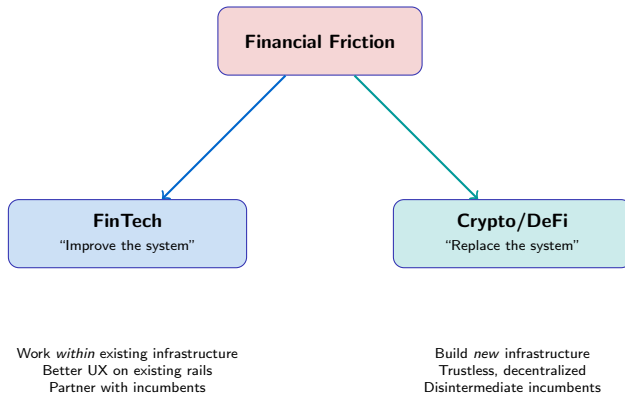 Financial Friction
FinTech
“Improve the system”
Crypto/DeFi
“Replace the system”
Work within existing infrastructure
Better UX on existing rails
Partner with incumbents
Build new infrastructure
Trustless, decentralized
Disintermediate incumbents